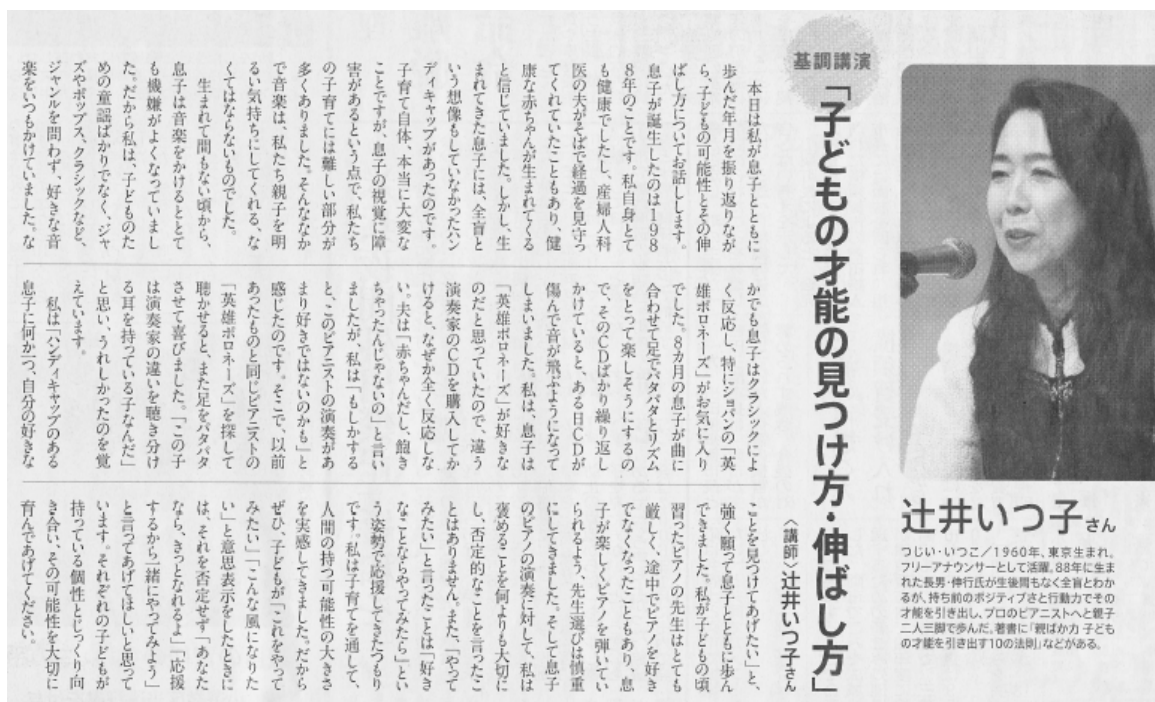 基調講演
「子どもの才能の見つけ方・伸ばし方」
〈講師〉辻井いつ子さん
本日は私が息子とともに
歩んだ年月を振り返りなが
ら、子どもの可能性とその伸
ばし方についてお話しします。
息子が誕生したのは198
8年のことです。私自身とて
も健康でしたし、産婦人科
医の夫がそばで経過を見守っ
てくれていたこともあり、健
康な赤ちゃんが生まれてくる
と信じていました。しかし、生
まれてきた息子には、全盲と
いう想像もしていなかったハン
ディキャップがあったのです。
子育て自体、本当に大変な
ことですが、息子の視覚に障
害があるという点で、私たち
の子育てには難しい部分が
多くありました。そんななか
で音楽は、私たち親子を明
るい気持ちにしてくれる、な
くてはならないものでした。
生まれて間もない頃から、
息子は音楽をかけるととて
も機嫌がよくなっていまし
た。だから私は、子どものた
めの童謡ばかりでなく、ジャ
ズやポップス、クラシックなど、
ジャンルを問わず、好きな音
楽をいつもかけていました。な
かでも息子はクラシックによ
く反応し、特にショパンの「英
雄ポロネーズ」がお気に入り
でした。8カ月の息子が曲に
合わせて足でバタバタとリズム
をとって楽しそうにするの
で、そのCDばかり繰り返し
かけていると、ある日CDが
傷んで音が飛ぶようになって
しまいました。私は、息子は
「英雄ポロネーズ」が好きな
のだと思っていたので、違う
演奏家のCDを購入してか
けると、なぜか全く反応しな
い。夫は「赤ちゃんだし、飽き
ちゃったんじゃないの」と言い
ましたが、私は「もしかする
と、このピアニストの演奏があ
まり好きではないのかも」と
感じたのです。そこで、以前
あったものと同じピアニストの
「英雄ポロネーズ」を探して
聴かせると、また足をバタバタ
させて喜びました。「この子
は演奏家の違いを聴き分け
る耳を持っている子なんだ」
と思い、うれしかったのを覚
えています。
私は「ハンディキャップのある
息子に何か一つ、自分の好きな
ことを見つけてあげたい」と、
強く願って息子とともに歩ん
できました。私が子どもの頃
習ったピアノの先生はとても
厳しく、途中でピアノを好き
でなくなったこともあり、息
子が楽しくピアノを弾いてい
られるよう、先生選びは慎重
にしてきました。そして息子
のピアノの演奏に対して、私は
褒めることを何よりも大切に
し、否定的なことを言ったこ
とはありません。また、「やって
みたい」と言ったことは「好き
なことならやってみたら」とい
う姿勢で応援してきたつもり
です。私は子育てを通して、
人間の持つ可能性の大きさ
を実感してきました。だから
ぜひ、子どもが「これをやって
みたい」「こんな風になりた
い」と意思表示をしたときに
は、それを否定せず「あなた
なら、きっとなれるよ」「応援
するから一緒にやってみよう」
と言ってあげてほしいと思って
います。それぞれの子どもが
持っている個性とじっくり向
き合い、その可能性を大切に
育んであげてください。
辻井いつ子さん
つじい・いつこ／1960年、東京生まれ。
フリーアナウンサーとして活躍。88年に生ま
れた長男・伸行氏が生後間もなく全盲とわか
るが、持ち前のポジティブさと行動力でその
才能を引き出し、プロのピアニストへと親子
二人三脚で歩んだ。著書に「親ばか力 子ども
の才能を引き出す10の法則」などがある。